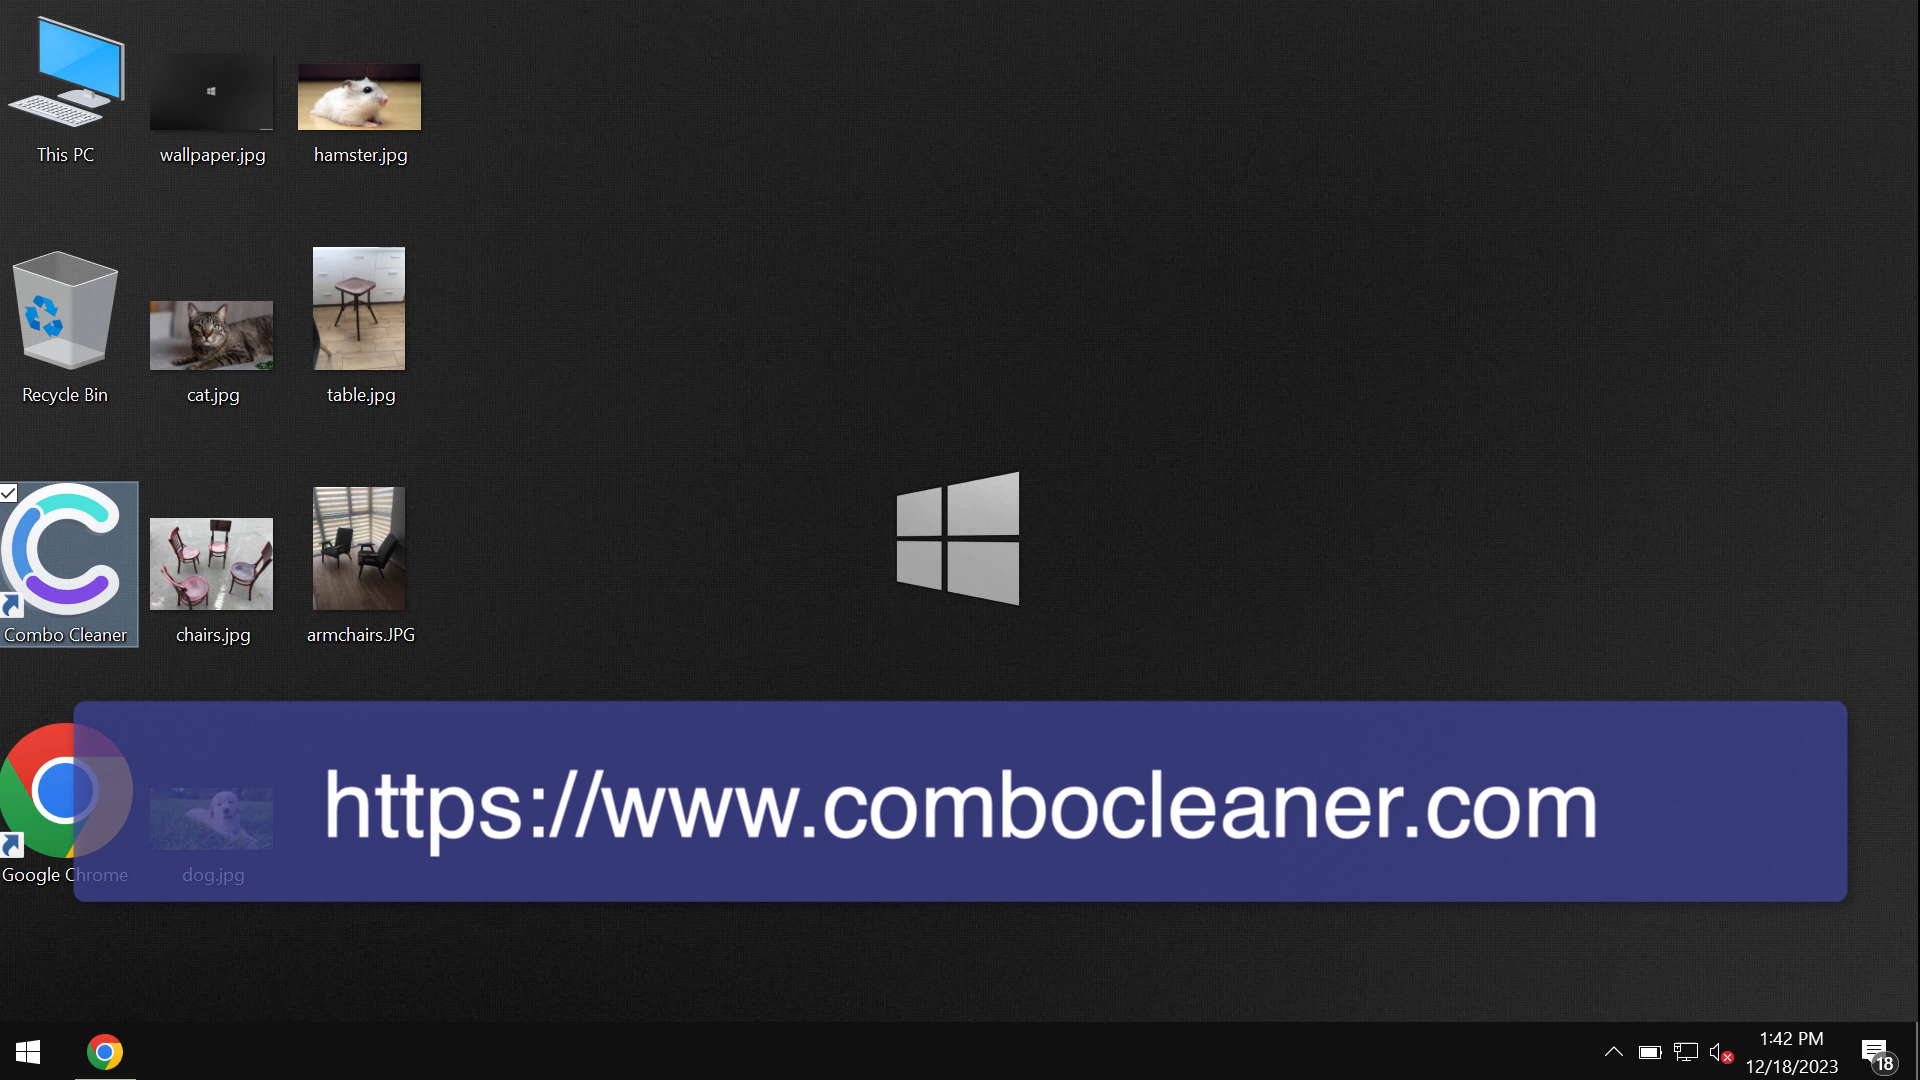 This PC
wallpaper.jpg
hamster.jpg
Recycle Bin
cat.jpg
table.jpg
Combo Cleaner
chairs.jpg
armchairs.JPG
https://www.combocleaner.com
Google Chrome
dog.jpg
1:42 PM
12/18/2023
18